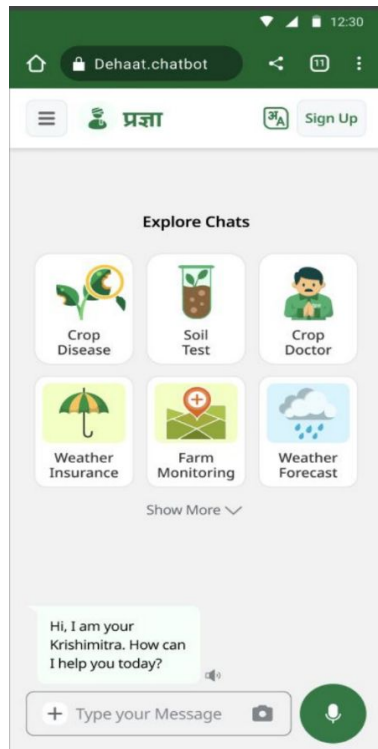 12:30
Dehaat.chatbot
11
प्रज्ञा
अA
Sign Up
Explore Chats
Crop
Disease
Soil
Test
Crop
Doctor
Weather
Insurance
Farm
Monitoring
Weather
Forecast
Show More
Hi, I am your
Krishimitra. How can
I help you today?
Type your Message